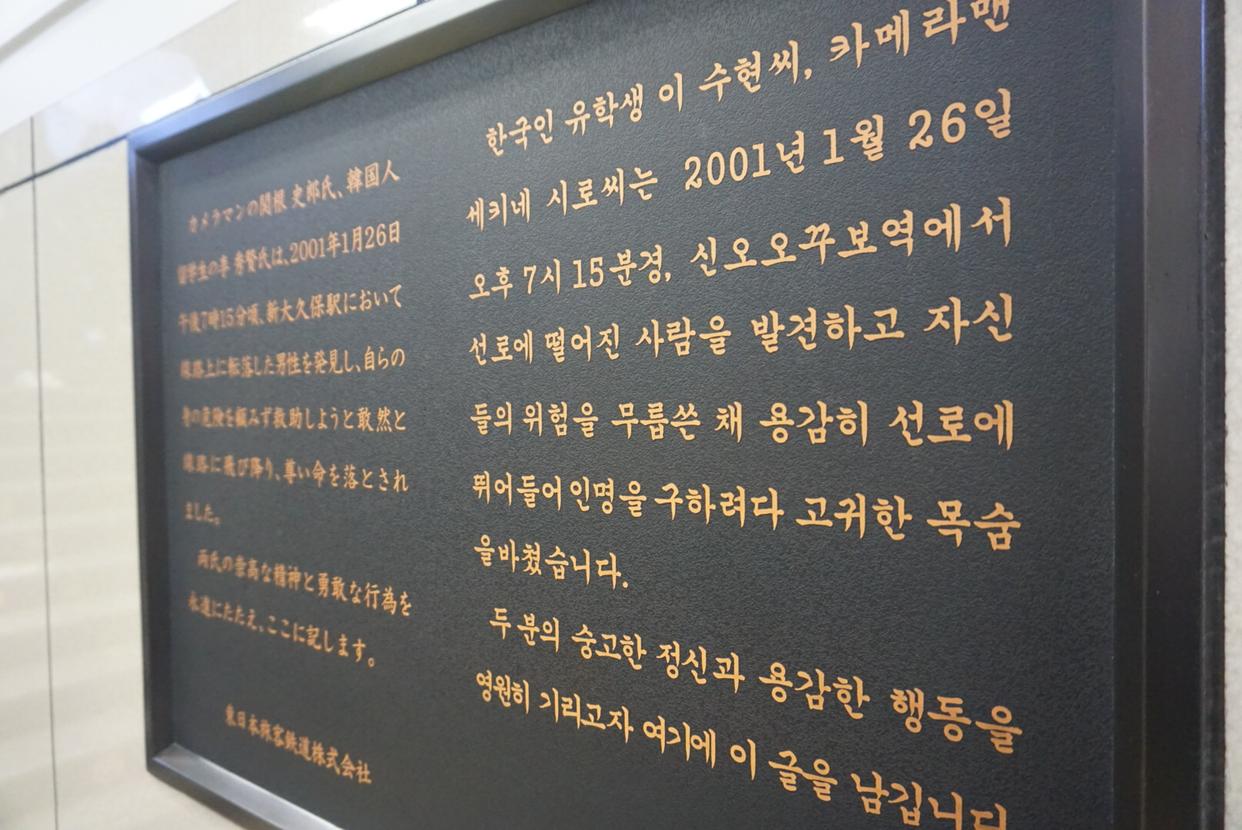 カメラマンの関根 史郎氏、韓国人
留学生の李 秀賢氏は、2001年1月26日
午後7時15分頃、新大久保駅において
線路上に転落した男性を発見し、自らの
身の危険を顧みず救助しようと敢然と
線路に飛び降り、尊い命を落とされ
ました。
両氏の崇高な精神と勇敢な行為を
永遠にたたえ、ここに記します。
東日本旅客鉄道株式会社
한국인 유학생 이 수현씨, 카메라맨
세키네 시로씨는 2001년 1월 26일
오후 7시 15분경, 신오오꾸보역에서
선로에 떨어진 사람을 발견하고 자신
들의 위험을 무릅쓴 채 용감히 선로에
뛰어들어 인명을 구하려다 고귀한 목숨
을바쳤습니다.
두 분의 숭고한 정신과 용감한 행동을
영원히 기리고자 여기에 이 글을 남깁니다